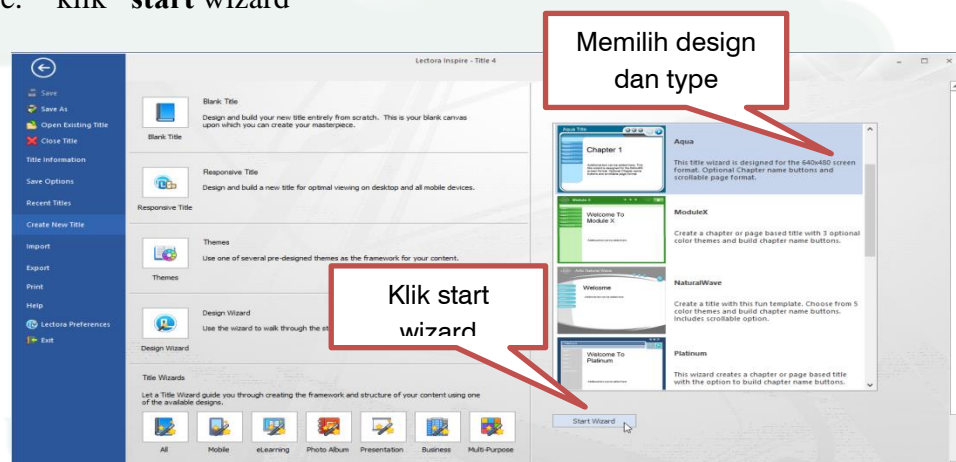 c. klik "start wizard
Memilih design
dan type
Klik start
wizard
Lectora Inspire - Title 4
Save
Save As
Open Existing Title
Close Title
Title Information
Save Options
Recent Titles
Create New Title
Import
Export
Print
Help
Lectora Preferences
Exit
Blank Title
Blank Title
Design and build your new title entirely from scratch. This is your blank canvas
upon which you can create your masterpiece.
Responsive Title
Responsive Title
Design and build a new title for optimal viewing on desktop and all mobile devices.
Themes
Themes
Use one of several pre-designed themes as the framework for your content.
Design Wizard
Design Wizard
Use the wizard to walk through the
Title Wizards
Let a Title Wizard guide you through creating the framework and structure of your content using one
of the available designs.
All
Mobile
eLearning
Photo Album
Presentation
Business
Multi-Purpose
Aqua Title
Chapter 1
Aqua
This title wizard is designed for the 640x480 screen
format. Optional Chapter name buttons and
scrollable page format.
Module X
Welcome To
Module X
ModuleX
Create a chapter or page based title with 3 optional
color themes and build chapter name buttons.
Welcome
NaturalWave
Create a title with this fun template. Choose from 5
color themes and build chapter name buttons.
Includes scrollable option.
Welcome To
Platinum
Platinum
This wizard creates a chapter or page based title
with the option to build chapter name buttons.
Start Wizard